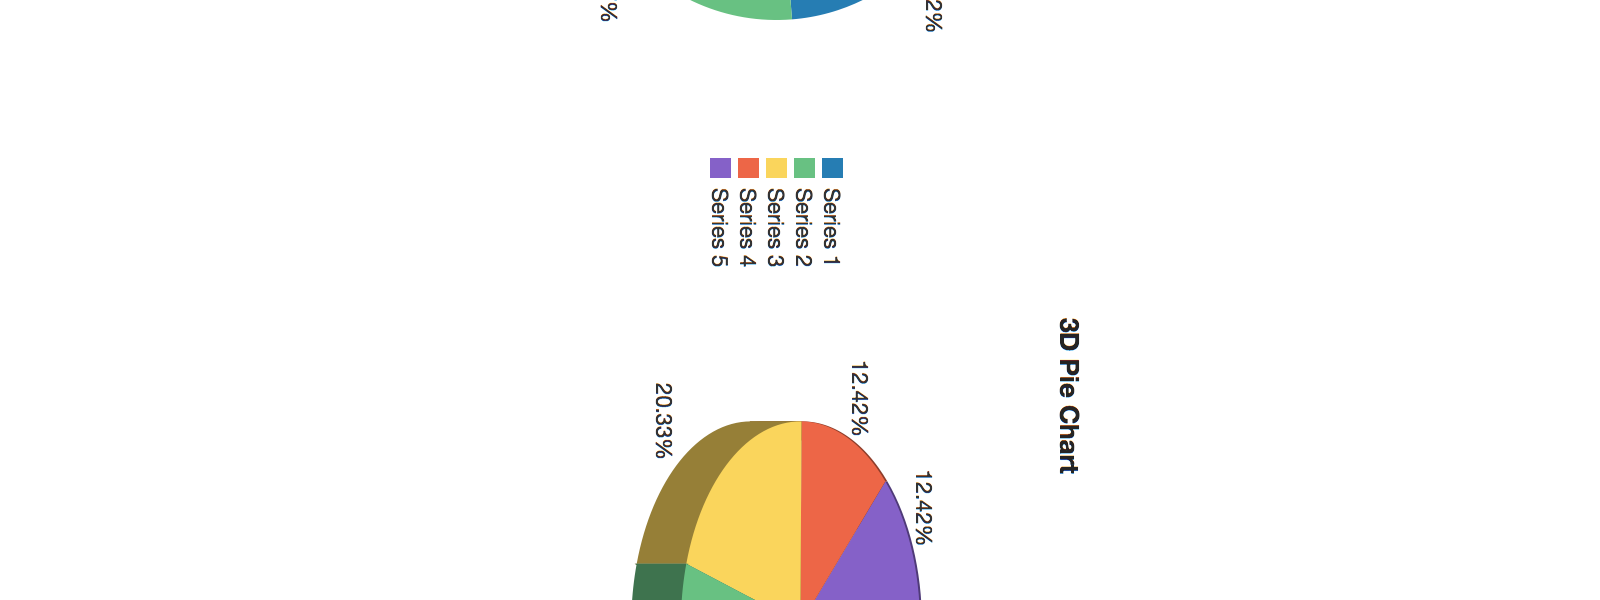 Series 1
Series 2
Series 3
Series 4
Series 5
3D Pie Chart
12.42%
12.42%
20.33%